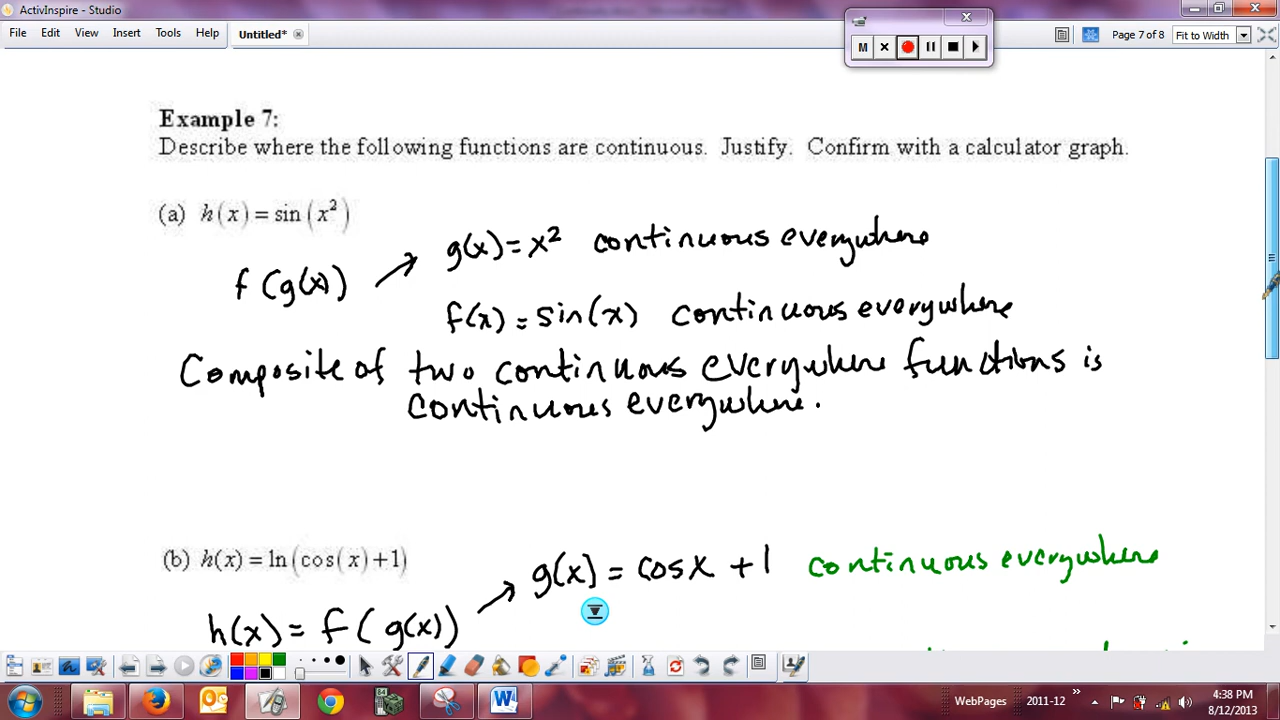 ActivInspire - Studio
File Edit View Insert Tools Help Untitled* Page 7 of 8 Fit to Width
M
Example 7:
Describe where the following functions are continuous. Justify. Confirm with a calculator graph.
(a) h(x) = sin(x²)
g(x) = x² continuous everywhere
f(g(x))
f(x) = sin(x) continuous everywhere
Composite of two continuous everywhere functions is
continuous everywhere.
(b) h(x) = ln(cos(x)+1)
g(x) = cosx + 1 continuous everywhere
h(x) = f(g(x))
WebPages 2011-12 4:38 PM
8/12/2013